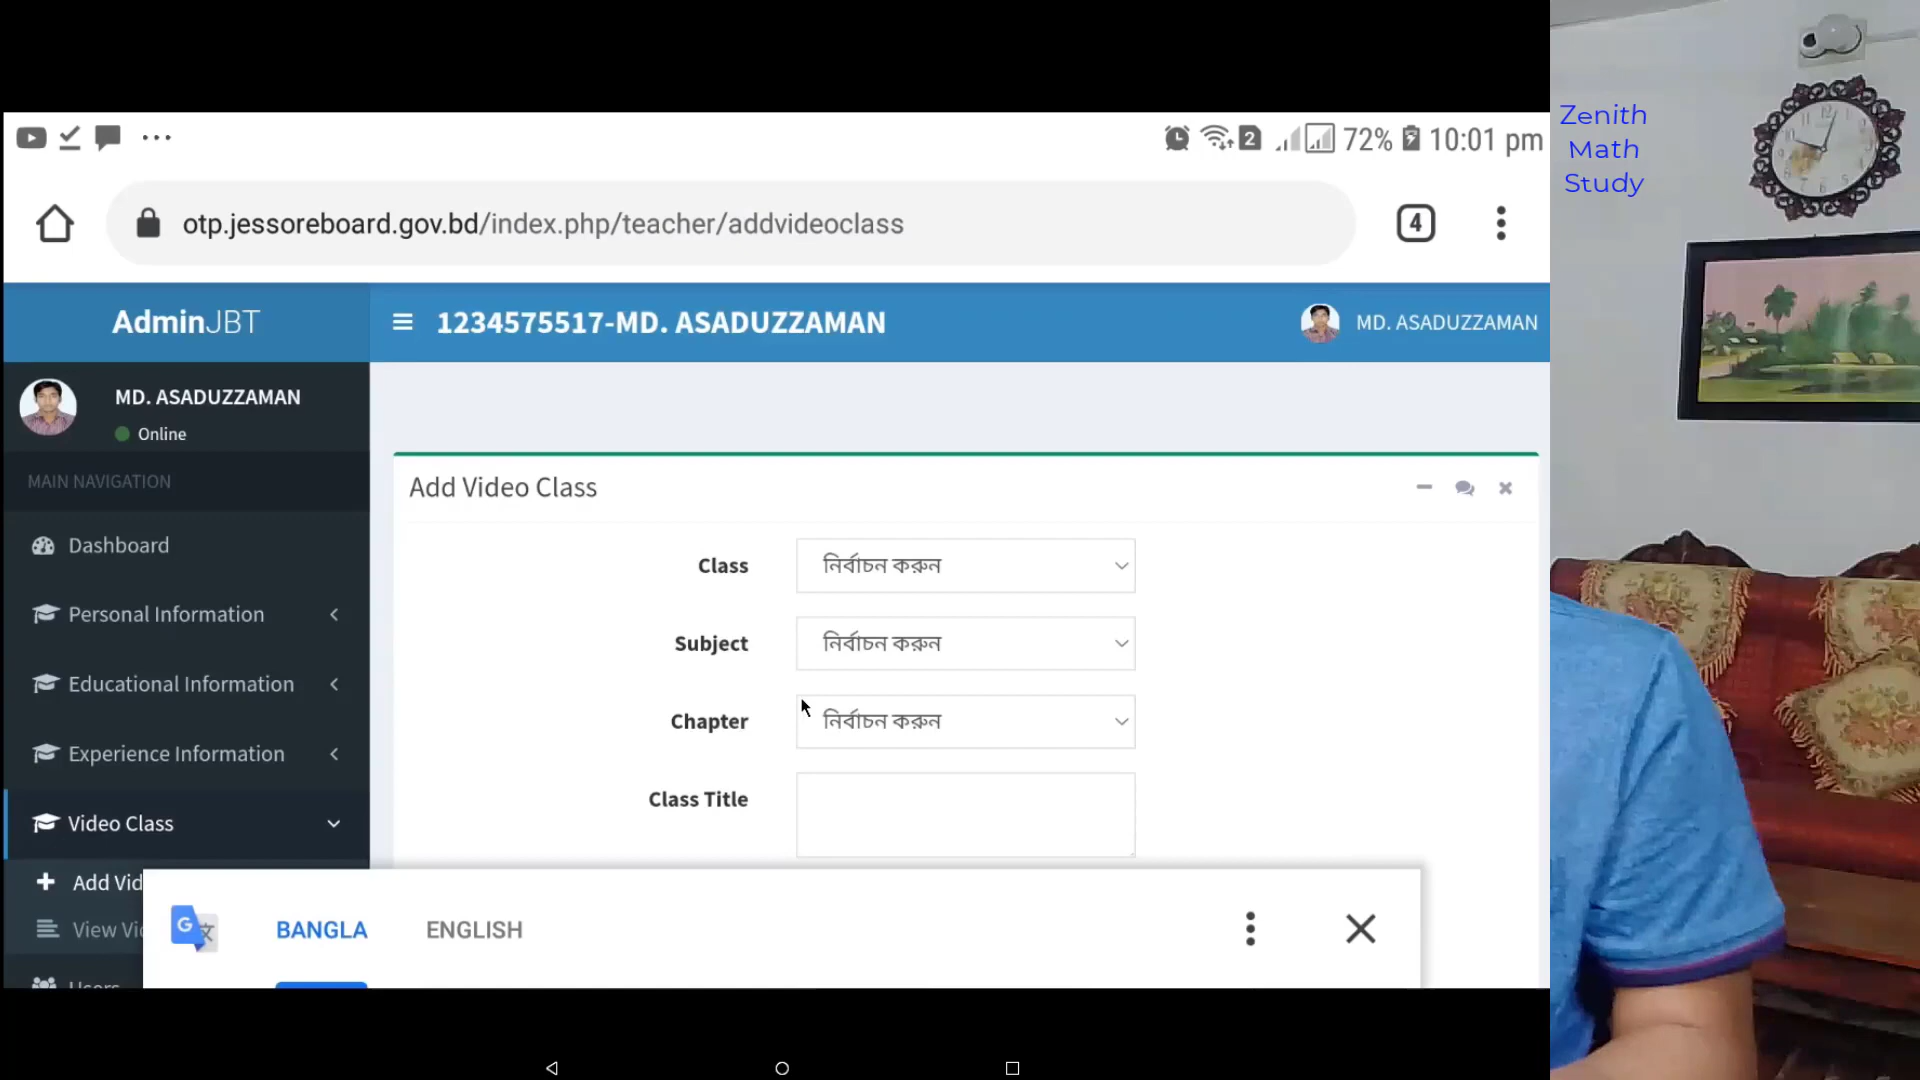 72% 10:01 pm
otp.jessoreboard.gov.bd/index.php/teacher/addvideoclass
4
AdminJBT
1234575517-MD. ASADUZZAMAN
MD. ASADUZZAMAN
MD. ASADUZZAMAN
Online
MAIN NAVIGATION
Dashboard
Personal Information
Educational Information
Experience Information
Video Class
Add Vid
View Vi
Add Video Class
Class
নির্বাচন করুন
Subject
নির্বাচন করুন
Chapter
নির্বাচন করুন
Class Title
BANGLA
ENGLISH
Zenith
Math
Study